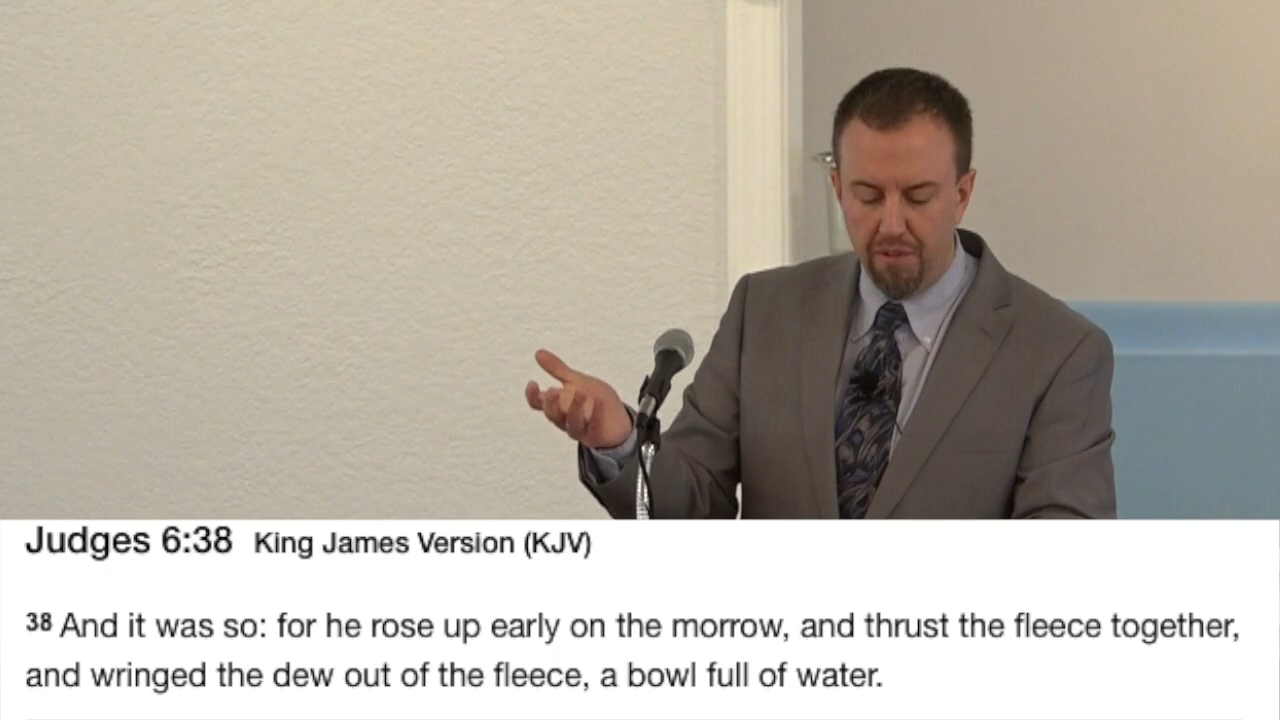 Judges 6:38 King James Version (KJV)
38 And it was so: for he rose up early on the morrow, and thrust the fleece together,
and wringed the dew out of the fleece, a bowl full of water.